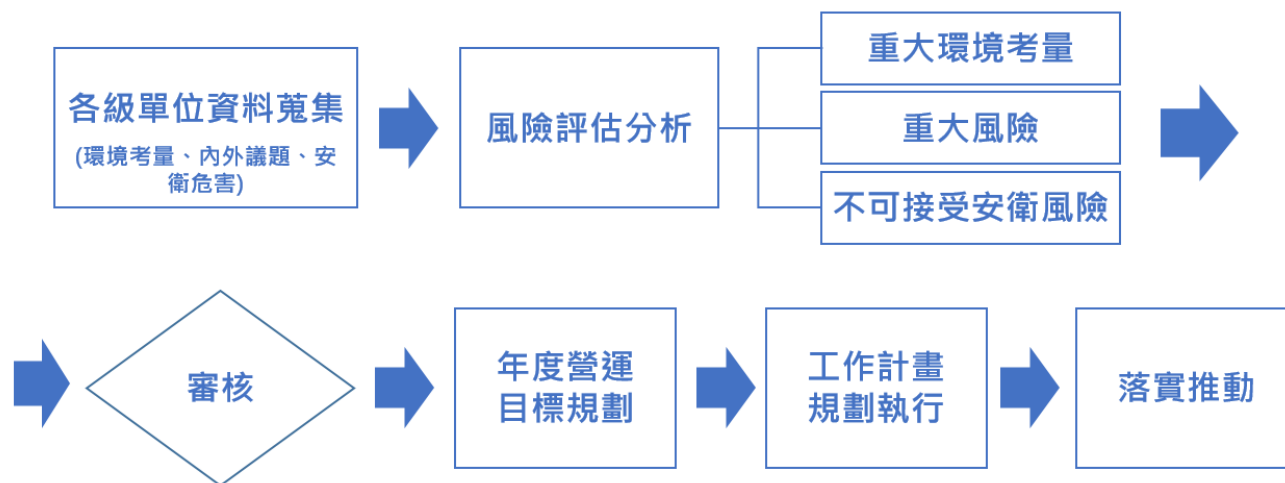 各級單位資料蒐集
(環境考量、內外議題、安
衛危害)
風險評估分析
重大環境考量
重大風險
不可接受安衛風險
審核
年度營運
目標規劃
工作計畫
規劃執行
落實推動